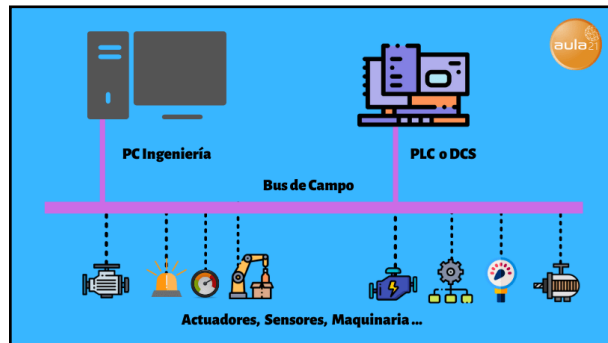 aula21
PC Ingeniería
PLC o DCS
Bus de Campo
Actuadores, Sensores, Maquinaria ...